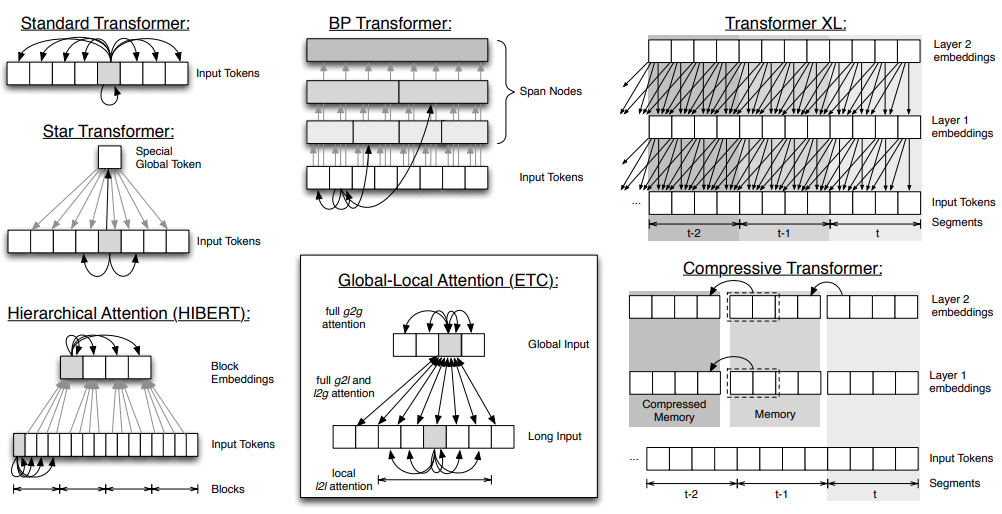 Standard Transformer:
Input Tokens
Star Transformer:
Special
Global Token
Input Tokens
Hierarchical Attention (HIBERT):
Block
Embeddings
Input Tokens
Blocks
BP Transformer:
Span Nodes
Input Tokens
Global-Local Attention (ETC):
full g2g
attention
Global Input
full g2l and
l2g attention
Long Input
local
l2l attention
Transformer XL:
Layer 2
embeddings
Layer 1
embeddings
...
Input Tokens
Segments
t-2
t-1
t
Compressive Transformer:
Layer 2
embeddings
Layer 1
embeddings
Compressed
Memory
Memory
...
Input Tokens
Segments
t-2
t-1
t